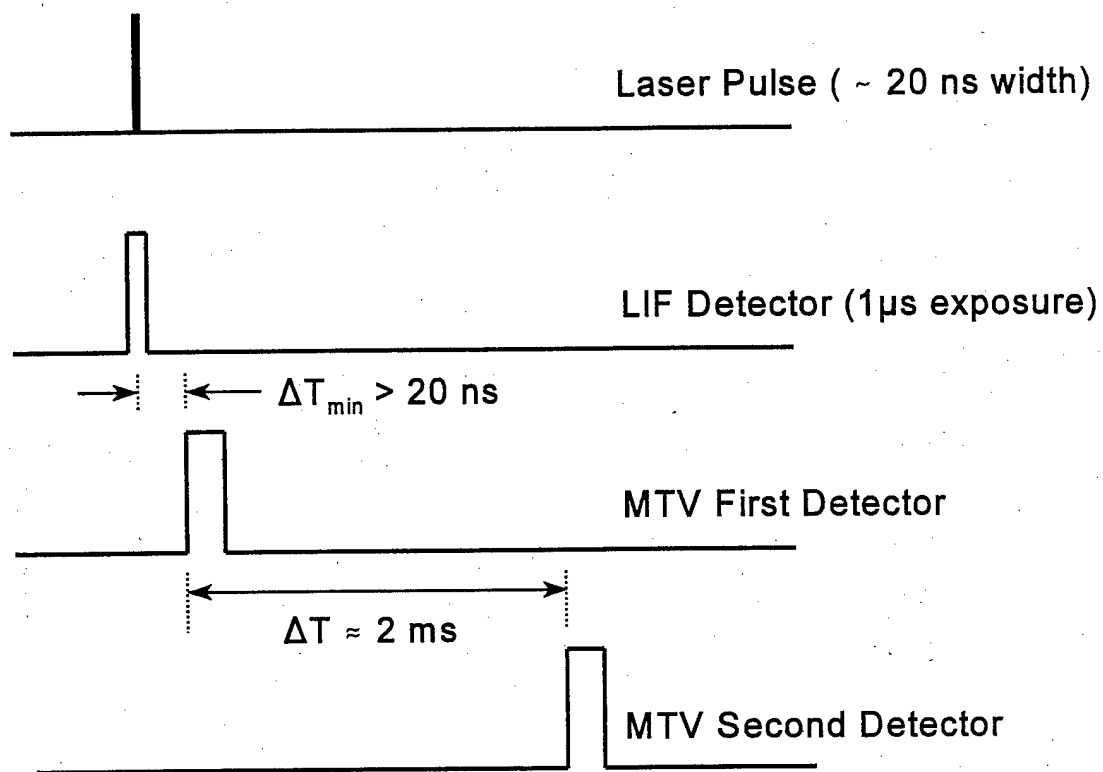 Laser Pulse ( ~ 20 ns width)
LIF Detector (1µs exposure)
ΔTmin > 20 ns
MTV First Detector
ΔT ≈ 2 ms
MTV Second Detector